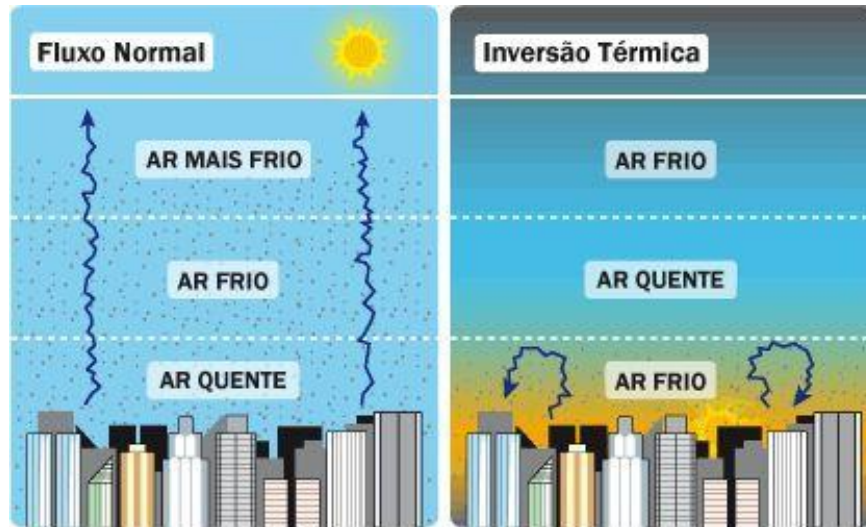 Fluxo Normal
AR MAIS FRIO
AR FRIO
AR QUENTE
Inversão Térmica
AR FRIO
AR QUENTE
AR FRIO